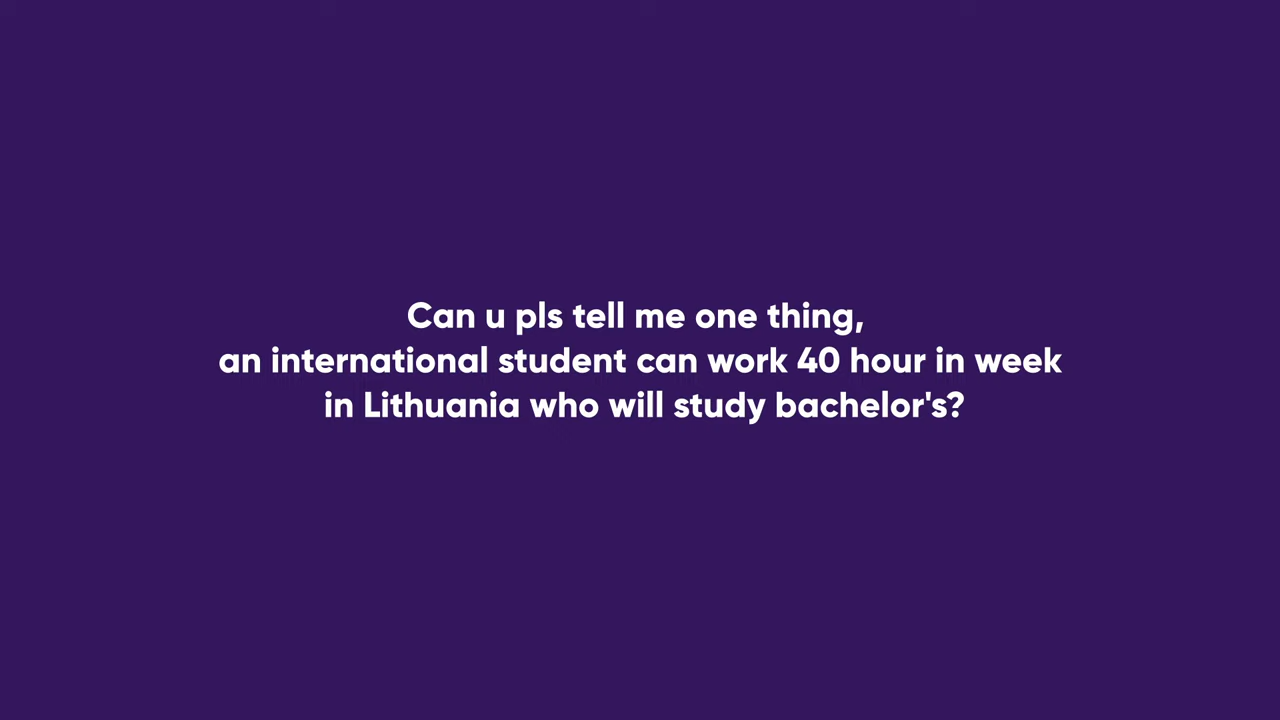 Can u pls tell me one thing,
an international student can work 40 hour in week
in Lithuania who will study bachelor's?